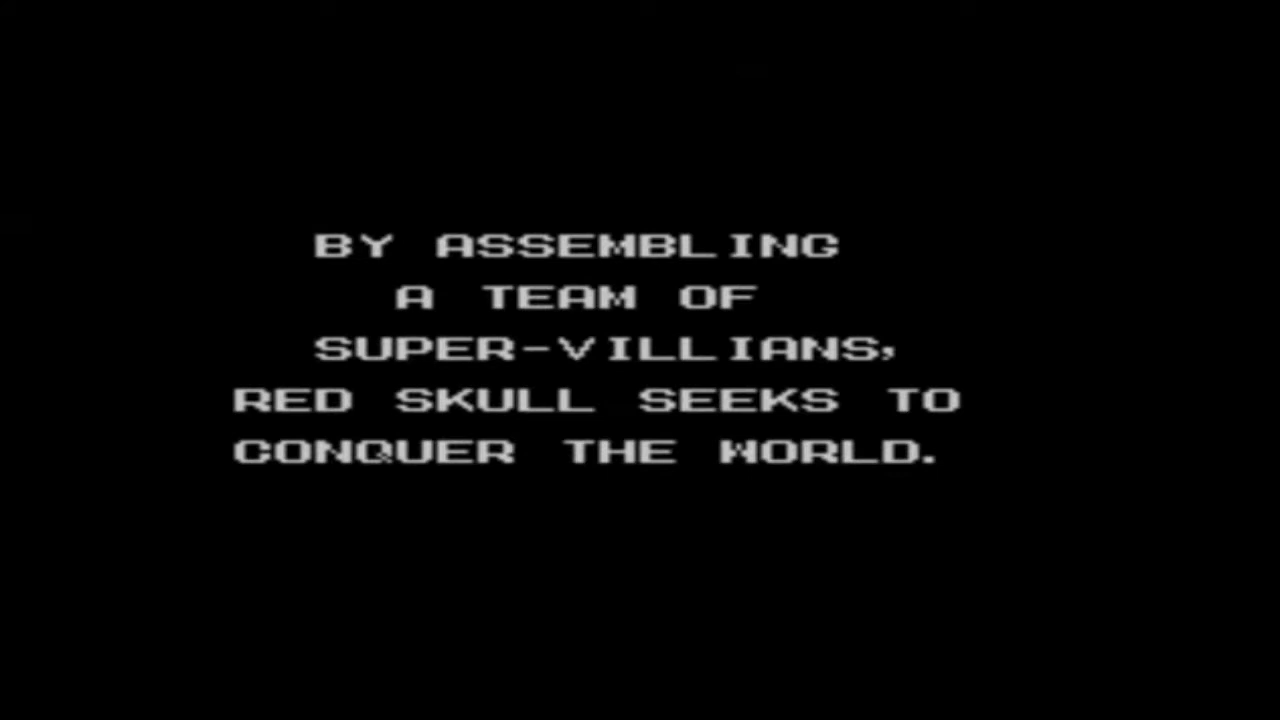 BY ASSEMBLING
A TEAM OF
SUPER-VILLIANS,
RED SKULL SEEKS TO
CONQUER THE WORLD.